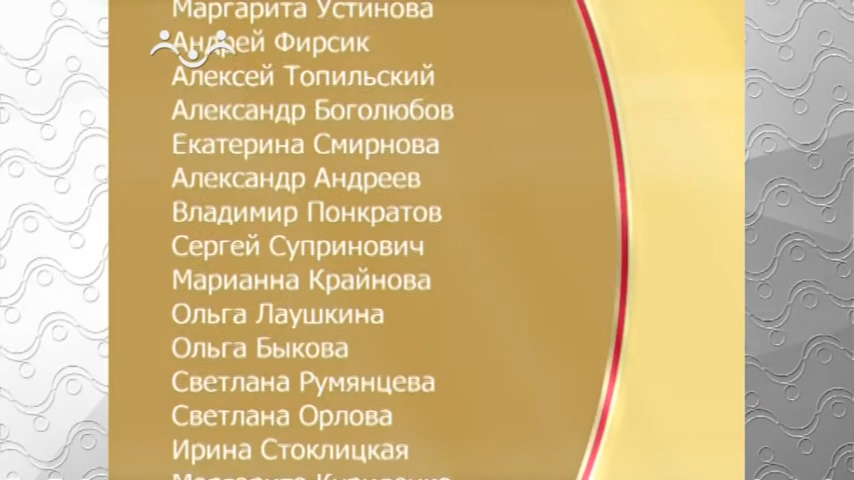 Маргарита Устинова
Андрей Фирсик
Алексей Топильский
Александр Боголюбов
Екатерина Смирнова
Александр Андреев
Владимир Понкратов
Сергей Супринович
Марианна Крайнова
Ольга Лаушкина
Ольга Быкова
Светлана Румянцева
Светлана Орлова
Ирина Стоклицкая
Маргарита